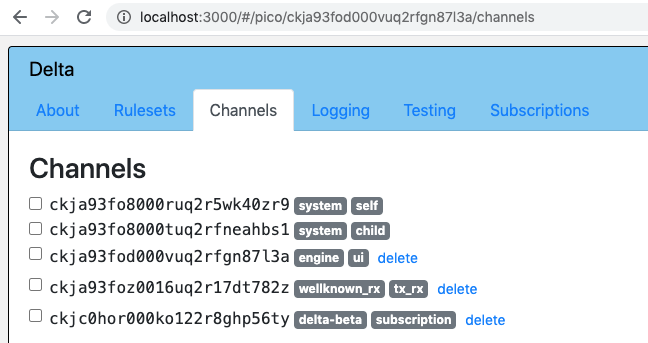 localhost:3000/#/pico/ckja93fod000vuq2rfgn87l3a/channels
Delta
About Rulesets Channels Logging Testing Subscriptions
Channels
ckja93fo8000ruq2r5wk40zr9 system self
ckja93fo8000tuq2rfneahbs1 system child
ckja93fod000vuq2rfgn87l3a engine ui delete
ckja93foz0016uq2r17dt782z wellknown_rx tx_rx delete
ckjc0hor000ko122r8ghp56ty delta-beta subscription delete